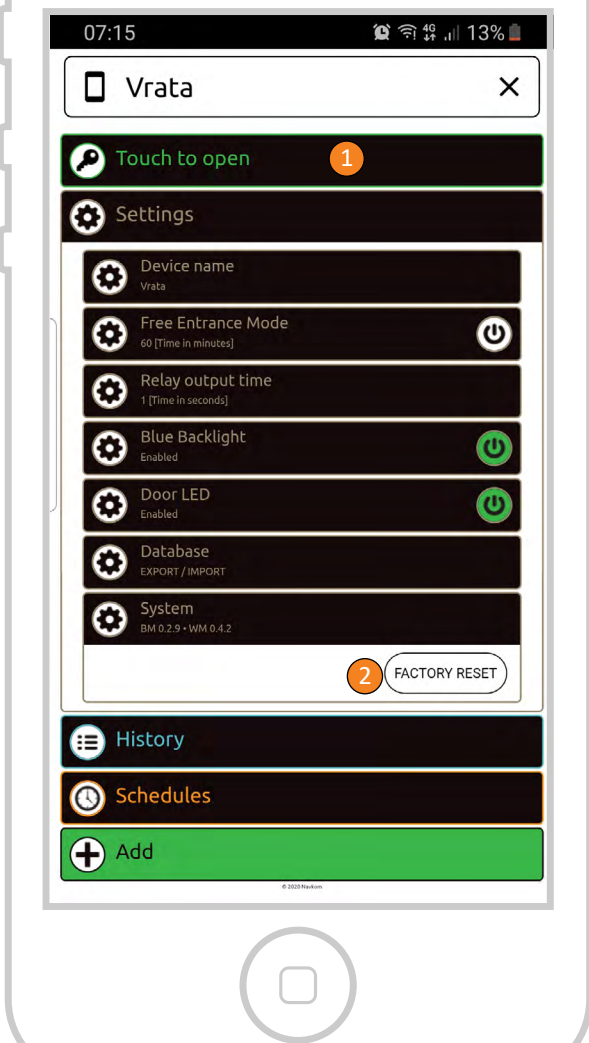 07:15 4G 13%
Vrata
Touch to open 1
Settings
Device name
Vrata
Free Entrance Mode
60 [Time in minutes]
Relay output time
1 [Time in seconds]
Blue Backlight
Enabled
Door LED
Enabled
Database
EXPORT / IMPORT
System
BM 0.2.9 • WM 0.4.2
2 FACTORY RESET
History
Schedules
Add
© 2020 Navkom